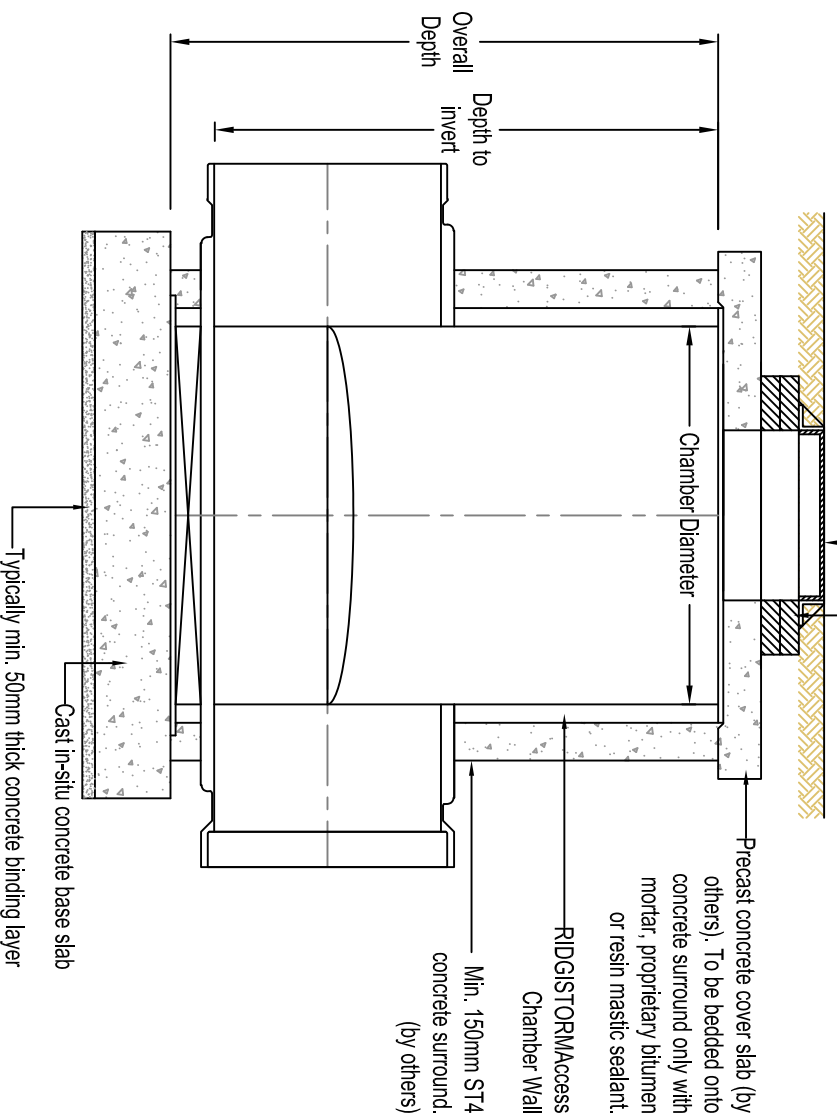 Overall
Depth
Depth to
invert
Chamber Diameter
Precast concrete cover slab (by
others). To be bedded onto
concrete surround only with
mortar, proprietary bitumen
or resin mastic sealant.
RIDGISTORMAccess
Chamber Wall
Min. 150mm ST4
concrete surround.
(by others)
Cast in-situ concrete base slab
Typically min. 50mm thick concrete binding layer